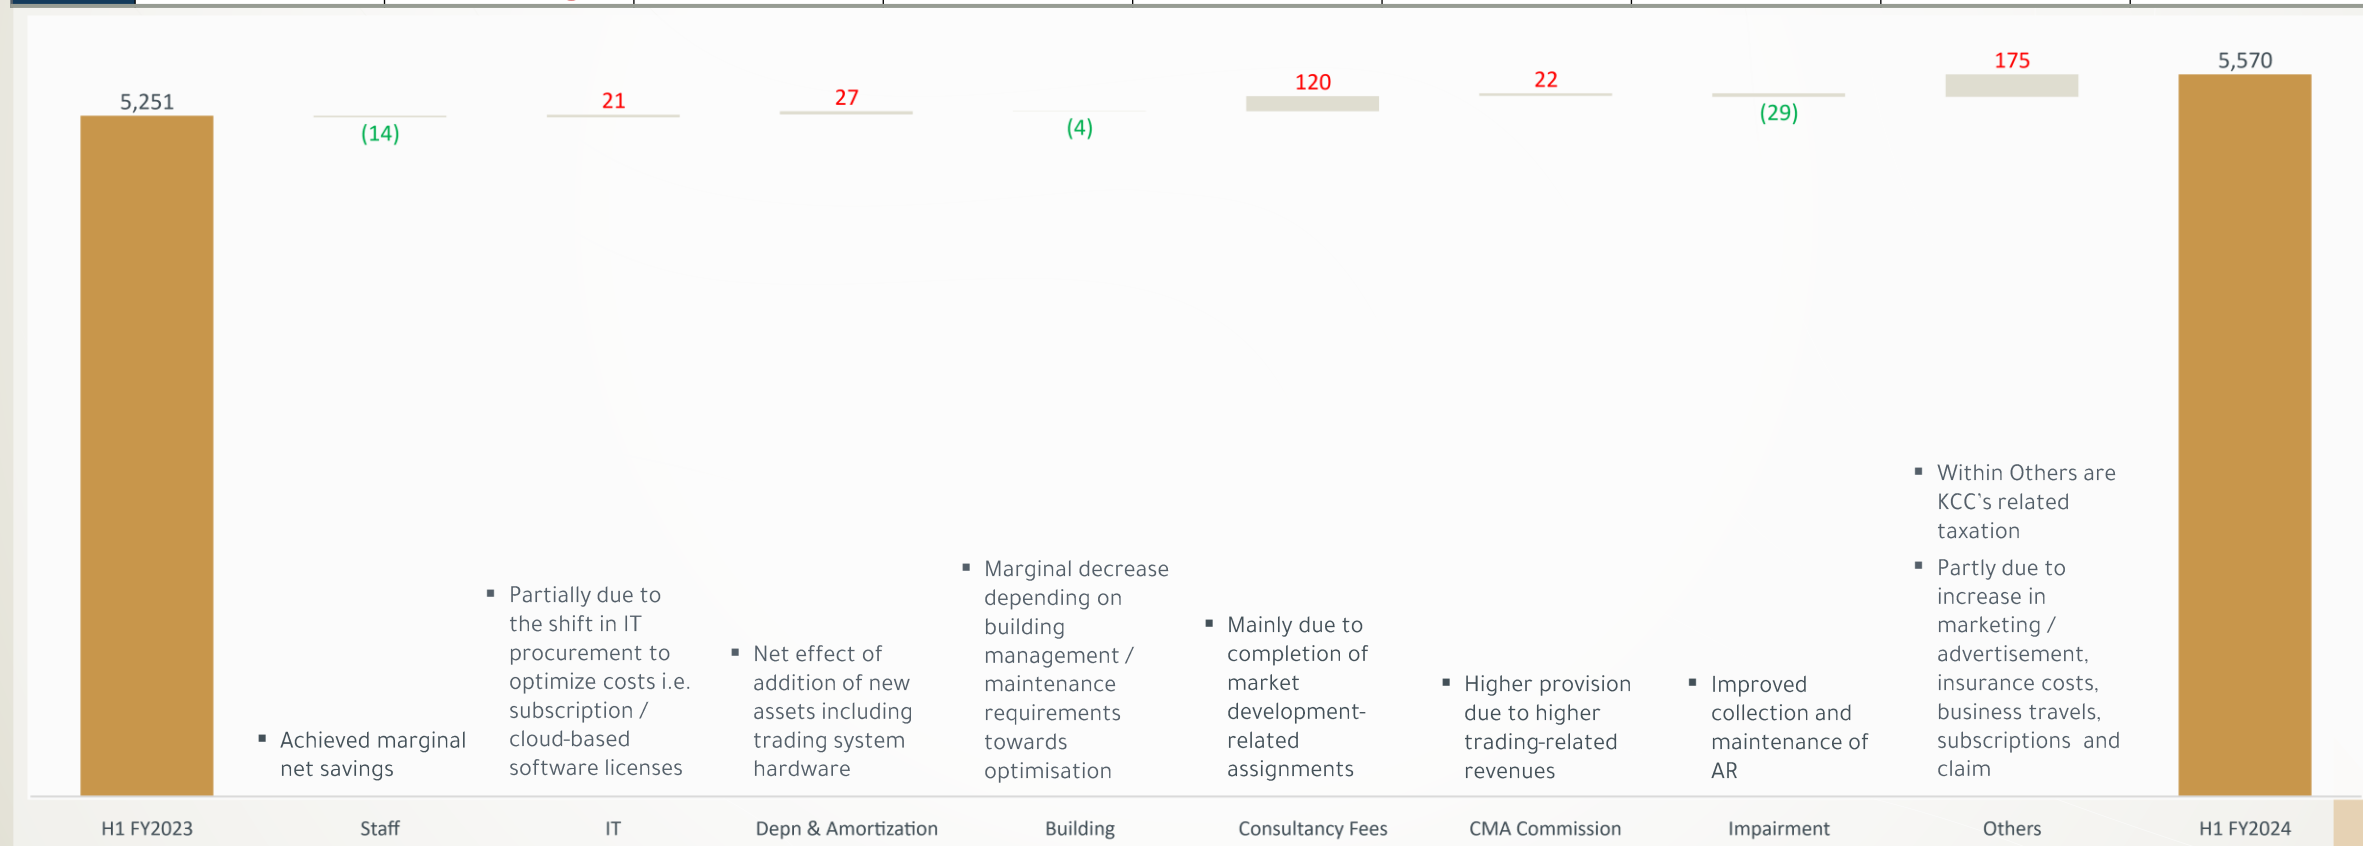 5,251
(14)
21
27
(4)
120
22
(29)
175
5,570
▪ Achieved marginal
net savings
▪ Partially due to
the shift in IT
procurement to
optimize costs i.e.
subscription /
cloud-based
software licenses
▪ Net effect of
addition of new
assets including
trading system
hardware
▪ Marginal decrease
depending on
building
management /
maintenance
requirements
towards
optimisation
▪ Mainly due to
completion of
market
development-
related
assignments
▪ Higher provision
due to higher
trading-related
revenues
▪ Improved
collection and
maintenance of
AR
▪ Within Others are
KCC's related
taxation
▪ Partly due to
increase in
marketing /
advertisement,
insurance costs,
business travels,
subscriptions and
claim
H1 FY2023
Staff
IT
Depn & Amortization
Building
Consultancy Fees
CMA Commission
Impairment
Others
H1 FY2024